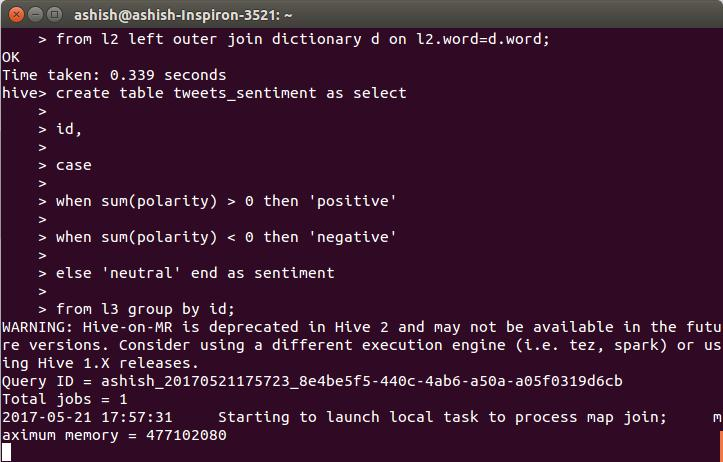 ashish@ashish-Inspiron-3521: ~
> from l2 left outer join dictionary d on l2.word=d.word;
OK
Time taken: 0.339 seconds
hive> create table tweets_sentiment as select
>
> id,
>
> case
>
> when sum(polarity) > 0 then 'positive'
>
> when sum(polarity) < 0 then 'negative'
>
> else 'neutral' end as sentiment
>
> from l3 group by id;
WARNING: Hive-on-MR is deprecated in Hive 2 and may not be available in the futu
re versions. Consider using a different execution engine (i.e. tez, spark) or us
ing Hive 1.X releases.
Query ID = ashish_20170521175723_8e4be5f5-440c-4ab6-a50a-a05f0319d6cb
Total jobs = 1
2017-05-21 17:57:31     Starting to launch local task to process map join;      m
aximum memory = 477102080